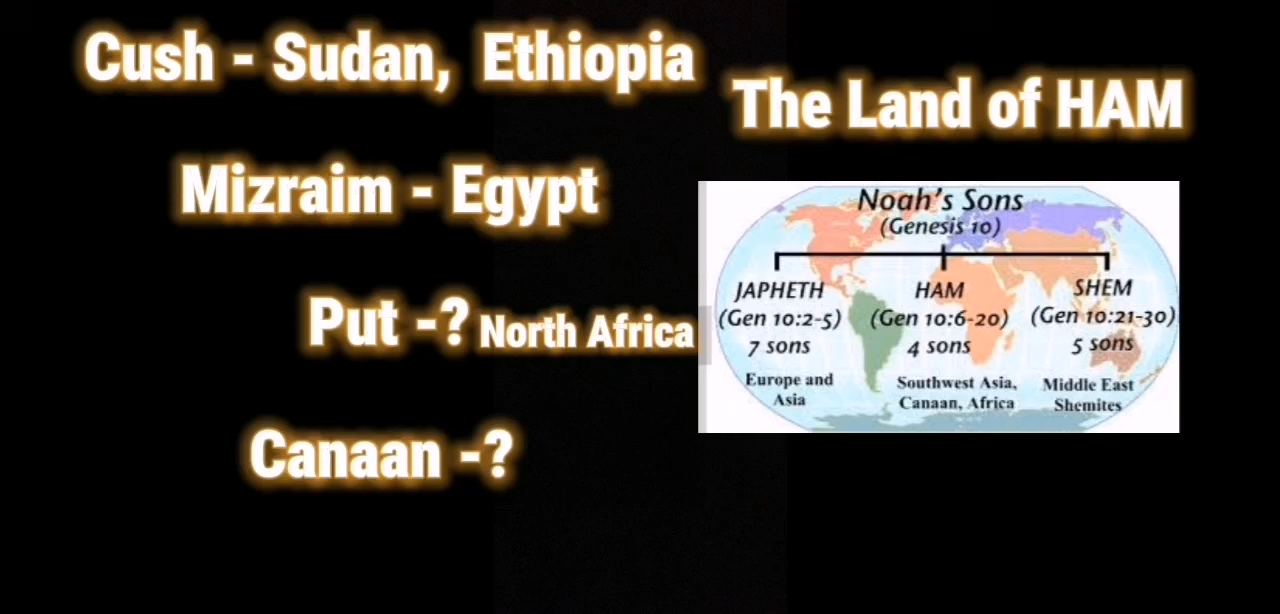 Cush - Sudan, Ethiopia
The Land of HAM
Mizraim - Egypt
Put -? North Africa
Canaan -?
Noah's Sons
(Genesis 10)
JAPHETH
(Gen 10:2-5)
7 sons
Europe and
Asia
HAM
(Gen 10:6-20)
4 sons
Southwest Asia,
Canaan, Africa
SHEM
(Gen 10:21-30)
5 sons
Middle East
Shemites